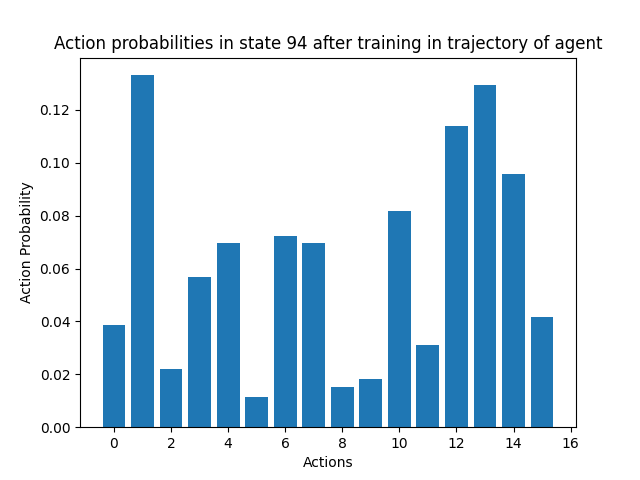 Action probabilities in state 94 after training in trajectory of agent
Action Probability
0.12
0.10
0.08
0.06
0.04
0.02
0.00
0 2 4 6 8 10 12 14 16
Actions